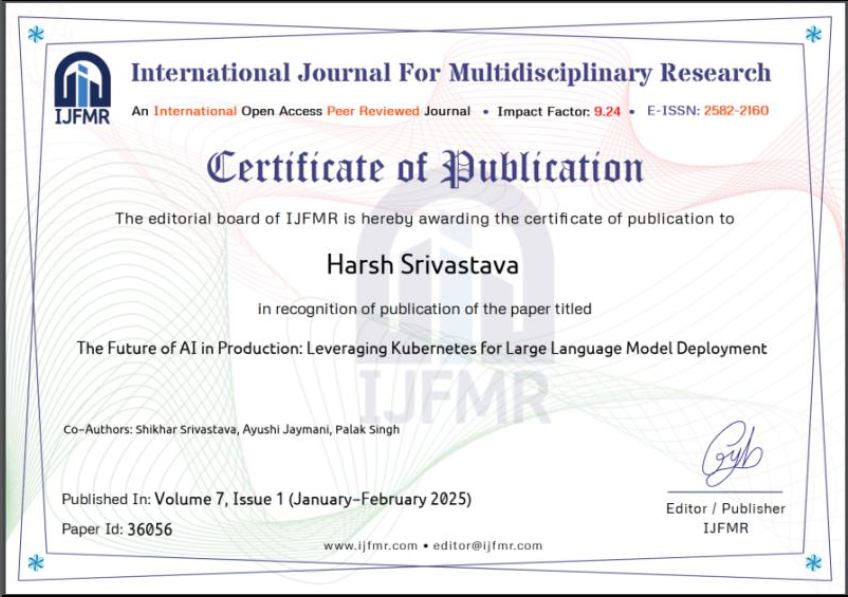 IJFMR
International Journal For Multidisciplinary Research
An International Open Access Peer Reviewed Journal • Impact Factor: 9.24 • E-ISSN: 2582-2160
Certificate of Publication
The editorial board of IJFMR is hereby awarding the certificate of publication to
Harsh Srivastava
in recognition of publication of the paper titled
The Future of AI in Production: Leveraging Kubernetes for Large Language Model Deployment
IJFMR
Co-Authors: Shikhar Srivastava, Ayushi Jaymani, Palak Singh
Published In: Volume 7, Issue 1 (January-February 2025)
Paper Id: 36056
Editor / Publisher
IJFMR
www.ijfmr.com • editor@ijfmr.com